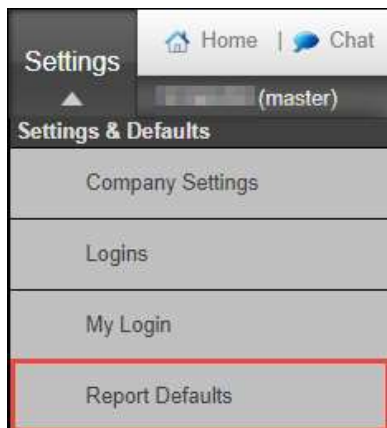 Settings
Home | Chat
(master)
Settings & Defaults
Company Settings
Logins
My Login
Report Defaults